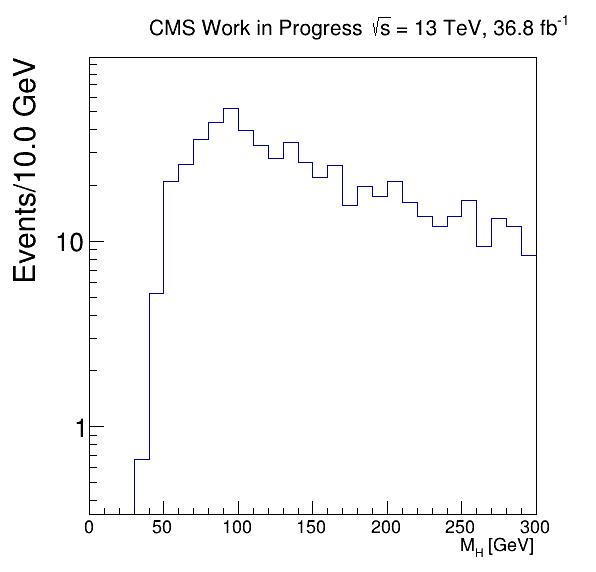 CMS Work in Progress √s = 13 TeV, 36.8 fb⁻¹
Events/10.0 GeV
10
1
0 50 100 150 200 250 300
M_H [GeV]